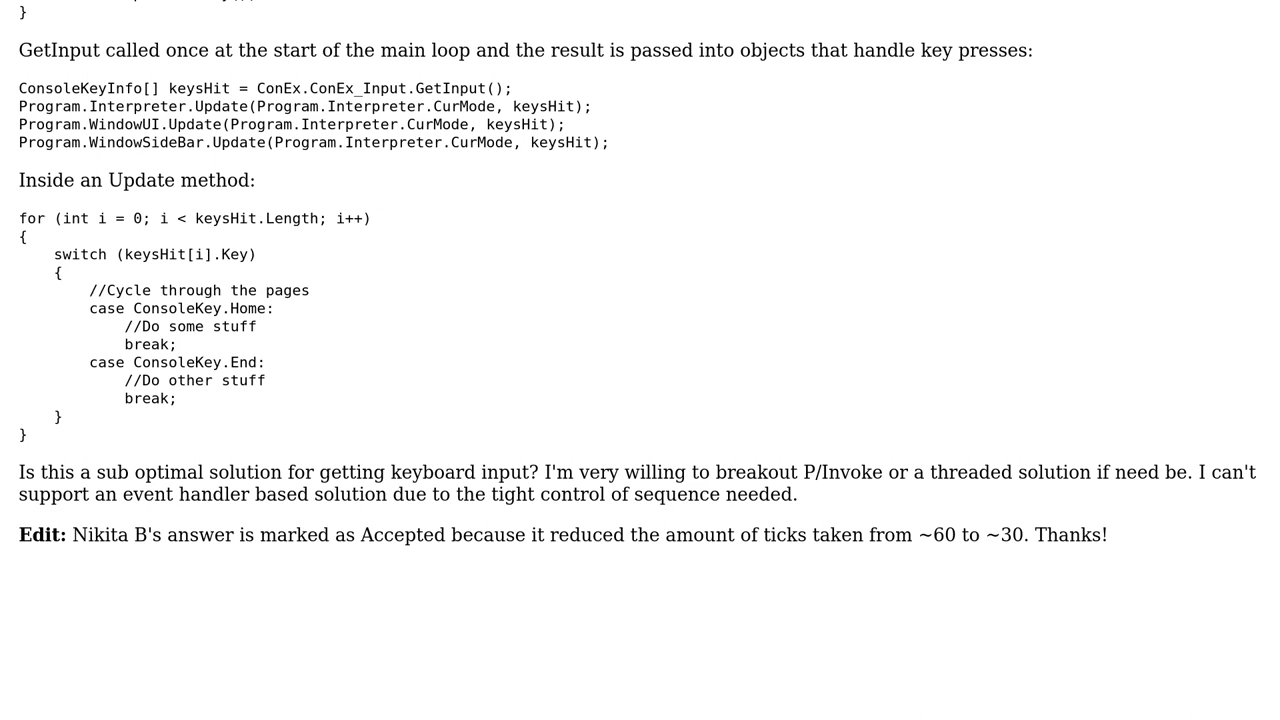 }
GetInput called once at the start of the main loop and the result is passed into objects that handle key presses:
ConsoleKeyInfo[] keysHit = ConEx.ConEx_Input.GetInput();
Program.Interpreter.Update(Program.Interpreter.CurMode, keysHit);
Program.WindowUI.Update(Program.Interpreter.CurMode, keysHit);
Program.WindowSideBar.Update(Program.Interpreter.CurMode, keysHit);
Inside an Update method:
for (int i = 0; i < keysHit.Length; i++)
{
    switch (keysHit[i].Key)
    {
        //Cycle through the pages
        case ConsoleKey.Home:
            //Do some stuff
            break;
        case ConsoleKey.End:
            //Do other stuff
            break;
    }
}
Is this a sub optimal solution for getting keyboard input? I'm very willing to breakout P/Invoke or a threaded solution if need be. I can't
support an event handler based solution due to the tight control of sequence needed.
Edit: Nikita B's answer is marked as Accepted because it reduced the amount of ticks taken from ~60 to ~30. Thanks!